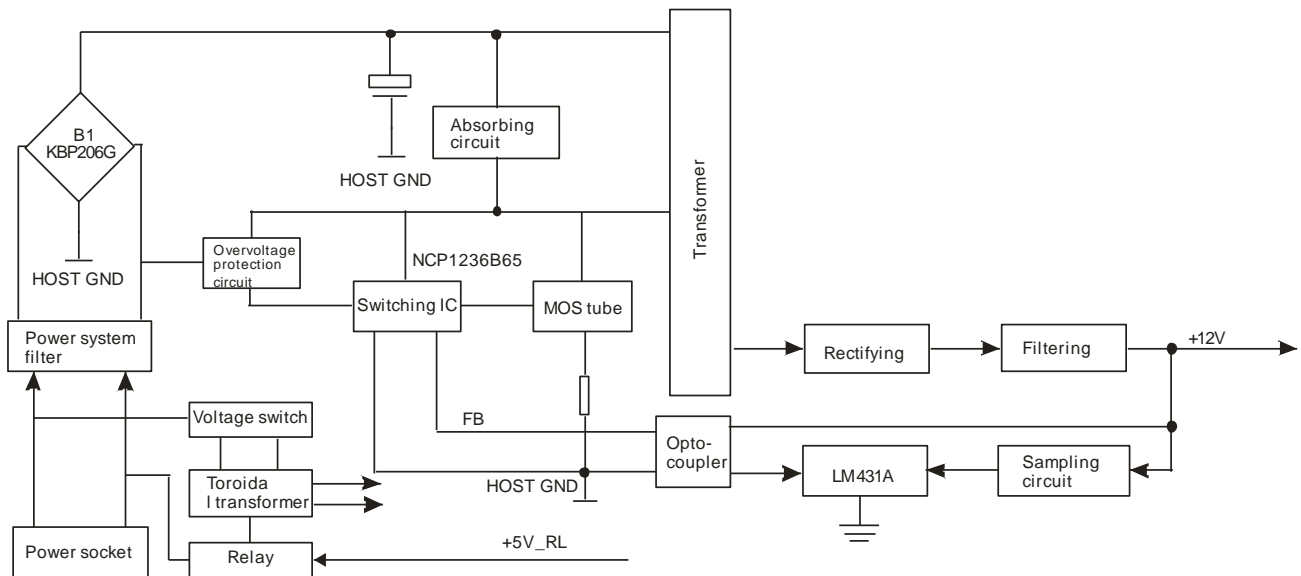 B1
KBP206G
Absorbing
circuit
HOST GND
Transformer
Overvoltage
protection
circuit
HOST GND
NCP1236B65
Switching IC
MOS tube
Power system
filter
Rectifying
Filtering
+12V
Voltage switch
FB
Opto-
coupler
Toroida
l transformer
HOST GND
LM431A
Sampling
circuit
Power socket
Relay
+5V_RL